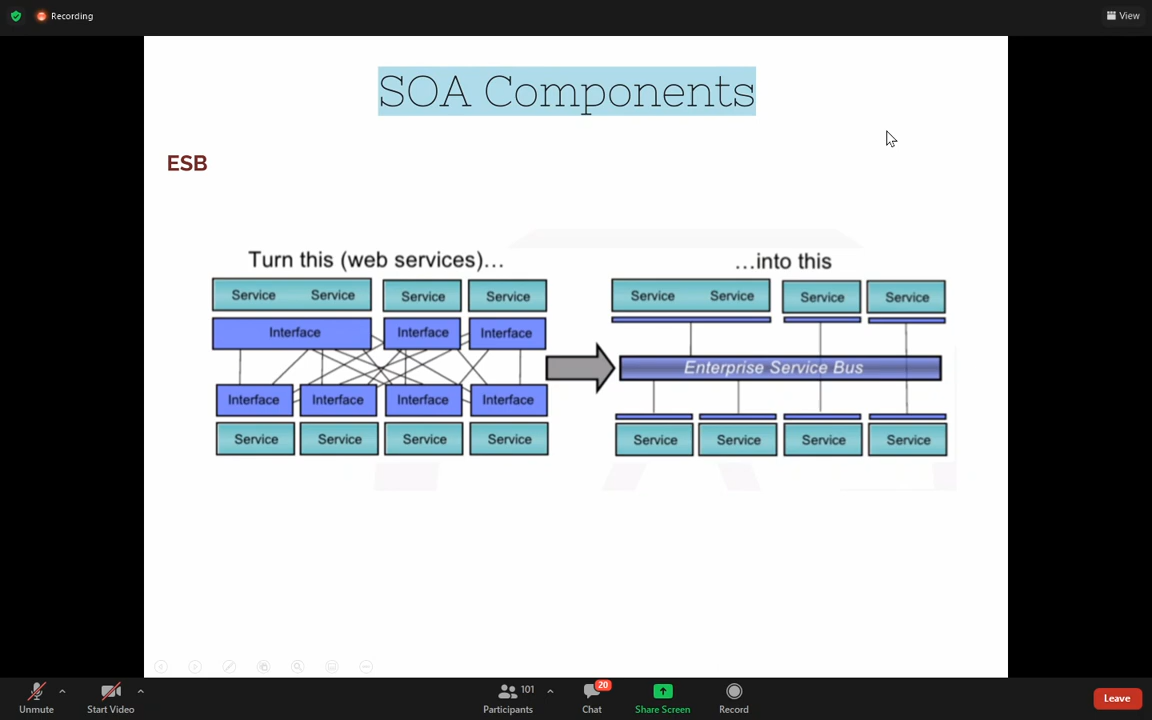 Recording
View
SOA Components
ESB
Turn this (web services)...
...into this
Service Service Service Service
Interface Interface Interface
Interface Interface Interface Interface
Service Service Service Service
Service Service Service Service
Enterprise Service Bus
Service Service Service Service
Unmute
Start Video
101
Participants
20
Chat
Share Screen
Record
Leave